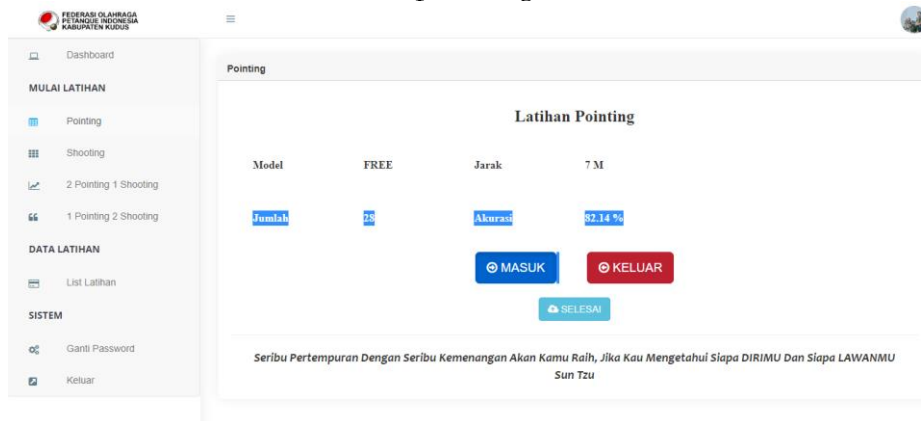 FEDERASI OLAHRAGA
PETANQUE INDONESIA
KABUPATEN KUDUS
Dashboard
MULAI LATIHAN
Pointing
Shooting
2 Pointing 1 Shooting
1 Pointing 2 Shooting
DATA LATIHAN
List Latihan
SISTEM
Ganti Password
Keluar
Pointing
Latihan Pointing
Model FREE Jarak 7 M
Jumlah 28 Akurasi 82.14 %
MASUK KELUAR
SELESAI
Seribu Pertempuran Dengan Seribu Kemenangan Akan Kamu Raih, Jika Kau Mengetahui Siapa DIRIMU Dan Siapa LAWANMU
Sun Tzu